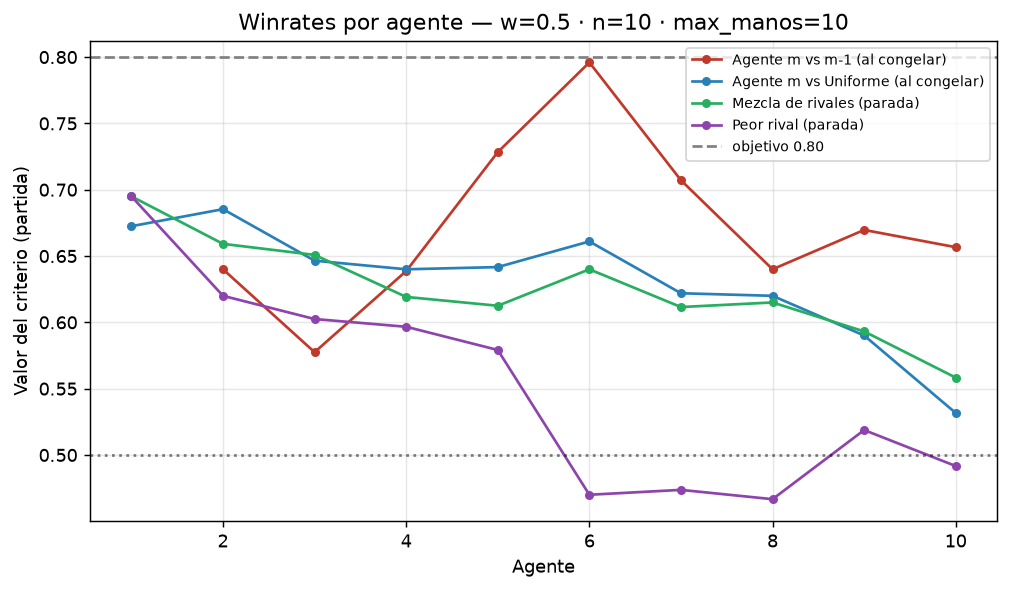 Winrates por agente — w=0.5 · n=10 · max_manos=10
Agente m vs m-1 (al congelar)
Agente m vs Uniforme (al congelar)
Mezcla de rivales (parada)
Peor rival (parada)
objetivo 0.80
Valor del criterio (partida)
0.80
0.75
0.70
0.65
0.60
0.55
0.50
2 4 6 8 10
Agente